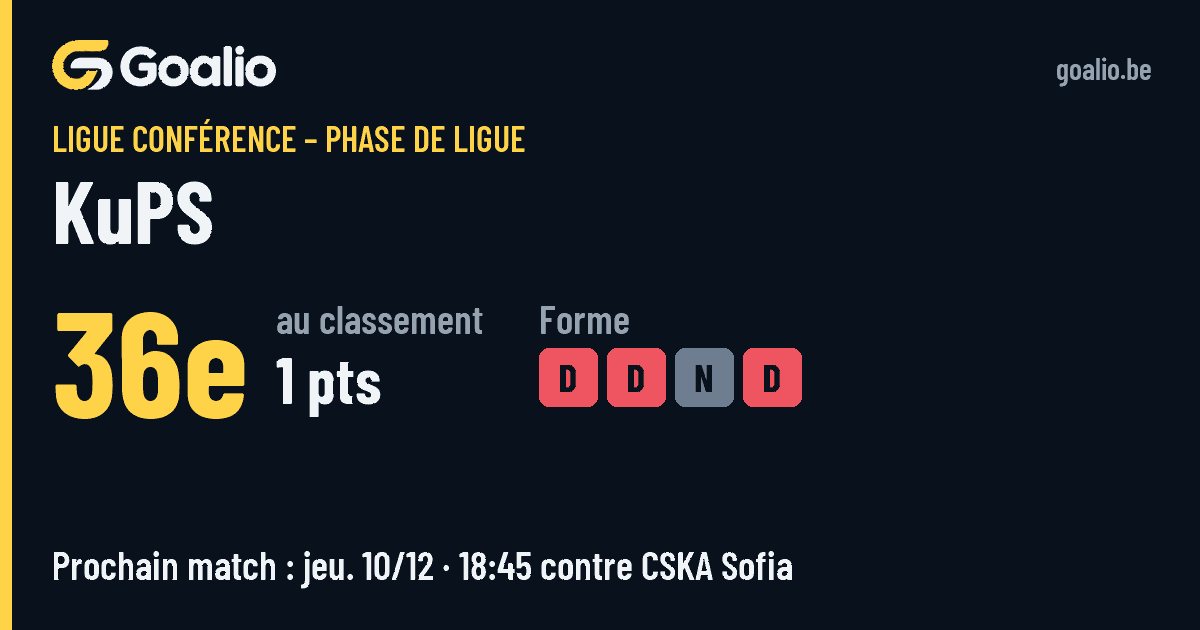 Goalio
goalio.be
LIGUE CONFÉRENCE – PHASE DE LIGUE
KuPS
36e
au classement
1 pts
Forme
D D N D
Prochain match : jeu. 10/12 · 18:45 contre CSKA Sofia